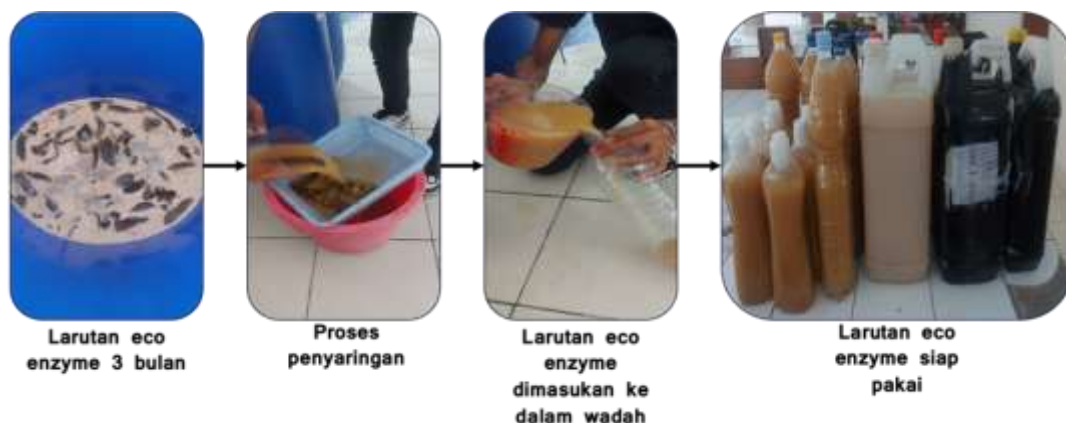 Larutan eco
enzyme 3 bulan
Proses
penyaringan
Larutan eco
enzyme
dimasukan ke
dalam wadah
Larutan eco
enzyme siap
pakai